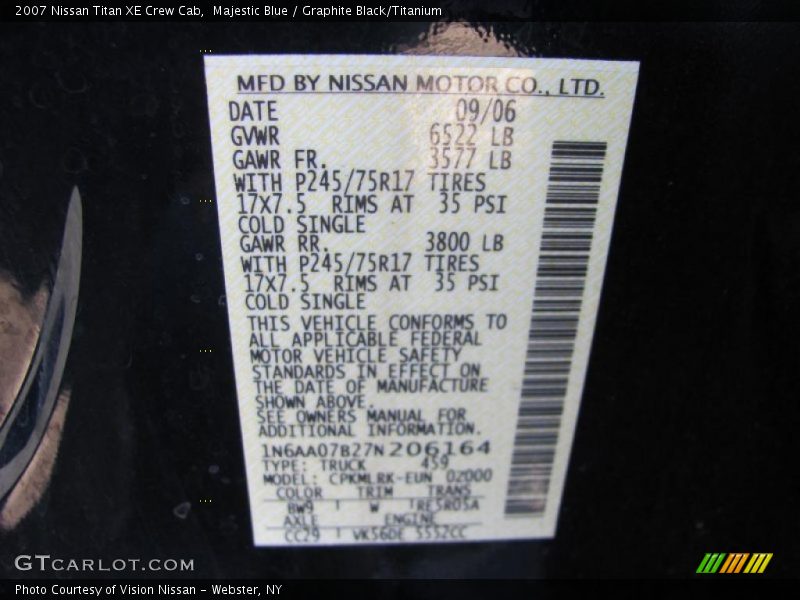 2007 Nissan Titan XE Crew Cab,  Majestic Blue / Graphite Black/Titanium
MFD BY NISSAN MOTOR CO., LTD.
DATE 09/06
GVWR 6522 LB
GAWR FR. 3577 LB
WITH P245/75R17 TIRES
17X7.5 RIMS AT 35 PSI
COLD SINGLE
GAWR RR. 3800 LB
WITH P245/75R17 TIRES
17X7.5 RIMS AT 35 PSI
COLD SINGLE
THIS VEHICLE CONFORMS TO
ALL APPLICABLE FEDERAL
MOTOR VEHICLE SAFETY
STANDARDS IN EFFECT ON
THE DATE OF MANUFACTURE
SHOWN ABOVE.
SEE OWNERS MANUAL FOR
ADDITIONAL INFORMATION.
1N6AA07B27N206164
TYPE: TRUCK 459
MODEL: CPKMLRK-EUN 02000
COLOR TRIM TRANS
BW9 W RE5R05A
AXLE ENGINE
CC29 VK56DE 5552CC
GTCARLOT.COM
Photo Courtesy of Vision Nissan - Webster, NY